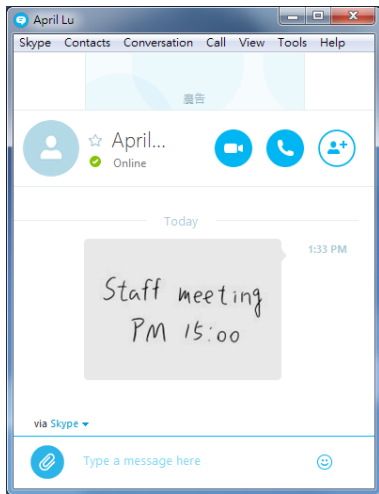 April Lu
Skype Contacts Conversation Call View Tools Help
廣告
April...
Online
Today
1:33 PM
Staff meeting
PM 15:00
via Skype
Type a message here